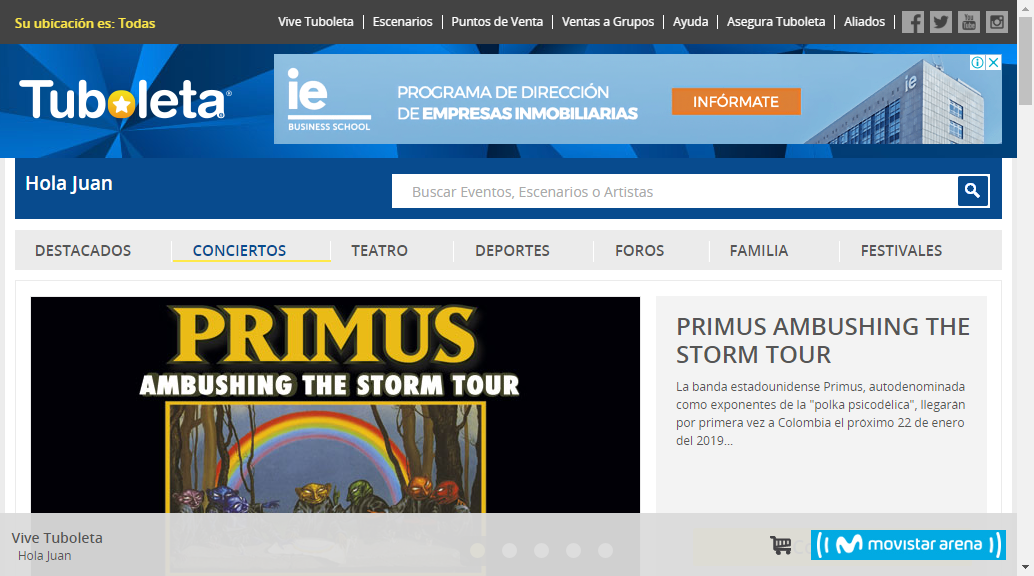 Su ubicación es: Todas
Vive Tuboleta
Escenarios
Puntos de Venta
Ventas a Grupos
Ayuda
Asegura Tuboleta
Aliados
Tuboleta
ie
BUSINESS SCHOOL
PROGRAMA DE DIRECCIÓN
DE EMPRESAS INMOBILIARIAS
INFÓRMATE
ie
Hola Juan
Buscar Eventos, Escenarios o Artistas
DESTACADOS
CONCIERTOS
TEATRO
DEPORTES
FOROS
FAMILIA
FESTIVALES
PRIMUS
AMBUSHING THE STORM TOUR
PRIMUS AMBUSHING THE
STORM TOUR
La banda estadounidense Primus, autodenominada
como exponentes de la "polka psicodélica", llegarán
por primera vez a Colombia el próximo 22 de enero
del 2019...
Vive Tuboleta
Hola Juan
movistar arena